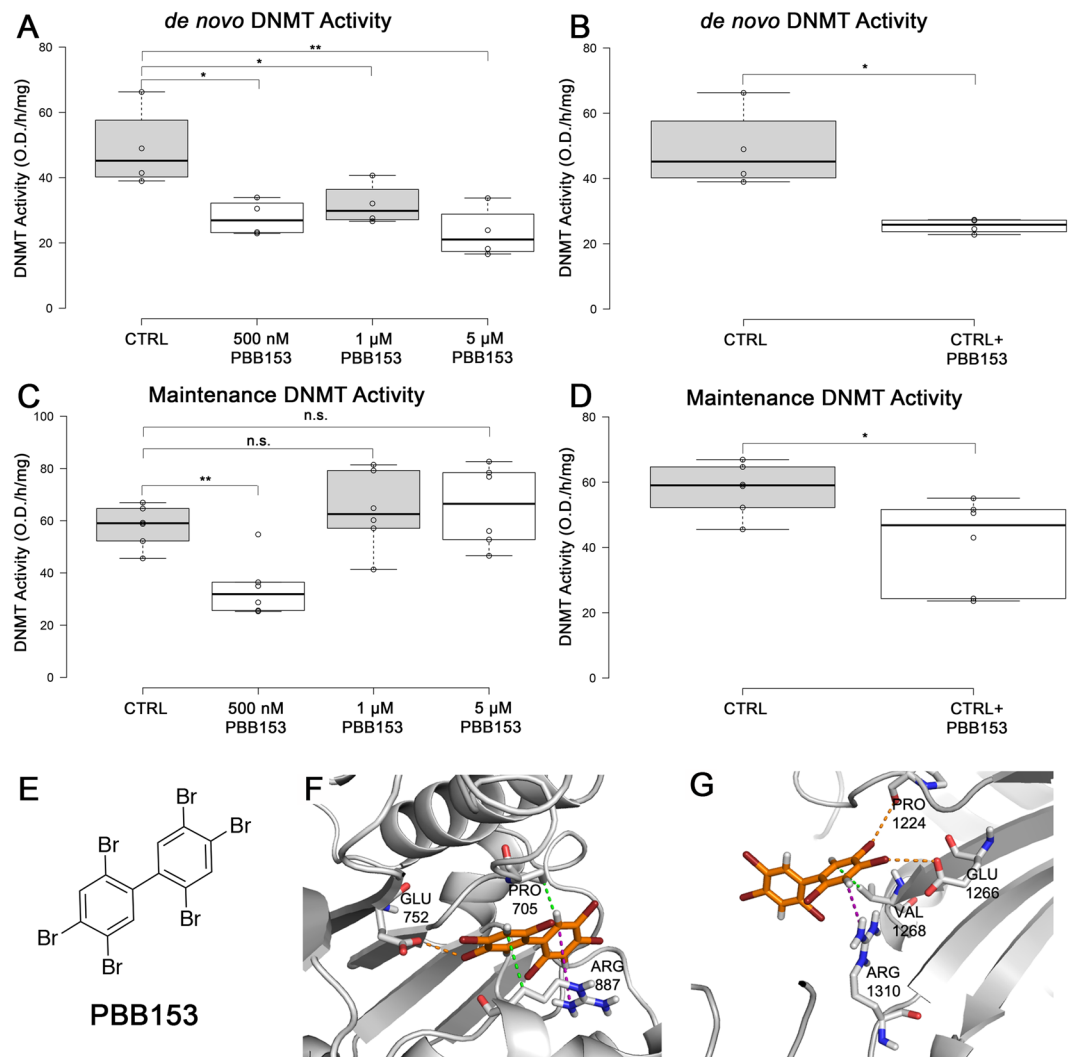 A
de novo DNMT Activity
DNMT Activity (O.D./h/mg)
80
60
40
20
0
**
*
*
CTRL
500 nM
PBB153
1 µM
PBB153
5 µM
PBB153
B
de novo DNMT Activity
DNMT Activity (O.D./h/mg)
80
60
40
20
0
*
CTRL
CTRL+
PBB153
C
Maintenance DNMT Activity
DNMT Activity (O.D./h/mg)
100
80
60
40
20
0
n.s.
n.s.
**
CTRL
500 nM
PBB153
1 µM
PBB153
5 µM
PBB153
D
Maintenance DNMT Activity
DNMT Activity (O.D./h/mg)
80
60
40
20
0
*
CTRL
CTRL+
PBB153
E
Br
Br
Br
Br
Br
Br
PBB153
F
GLU
752
PRO
705
ARG
887
G
PRO
1224
GLU
1266
VAL
1268
ARG
1310